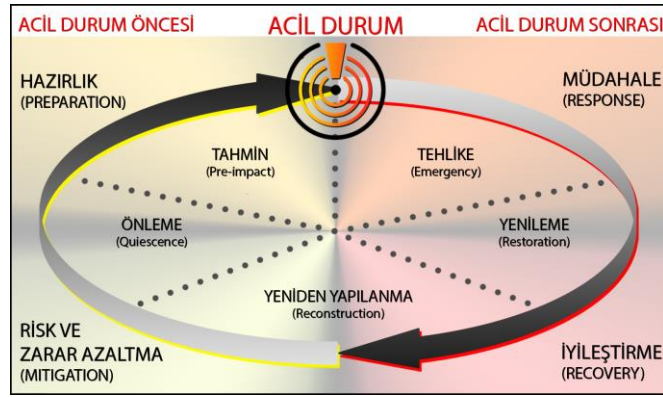 ACİL DURUM ÖNCESİ
ACİL DURUM
ACİL DURUM SONRASI
HAZIRLIK
(PREPARATION)
MÜDAHALE
(RESPONSE)
TAHMİN
(Pre-impact)
TEHLİKE
(Emergency)
ÖNLEME
(Quiescence)
YENİLEME
(Restoration)
YENİDEN YAPILANMA
(Reconstruction)
RİSK VE
ZARAR AZALTMA
(MITIGATION)
İYİLEŞTİRME
(RECOVERY)